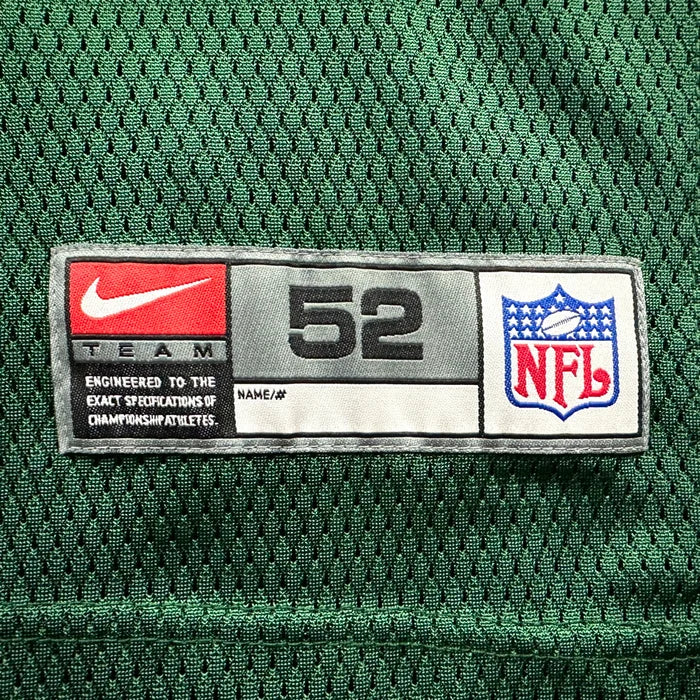 TEAM
ENGINEERED TO THE
EXACT SPECIFICATIONS OF
CHAMPIONSHIP ATHLETES.
52
NAME/#
NFL